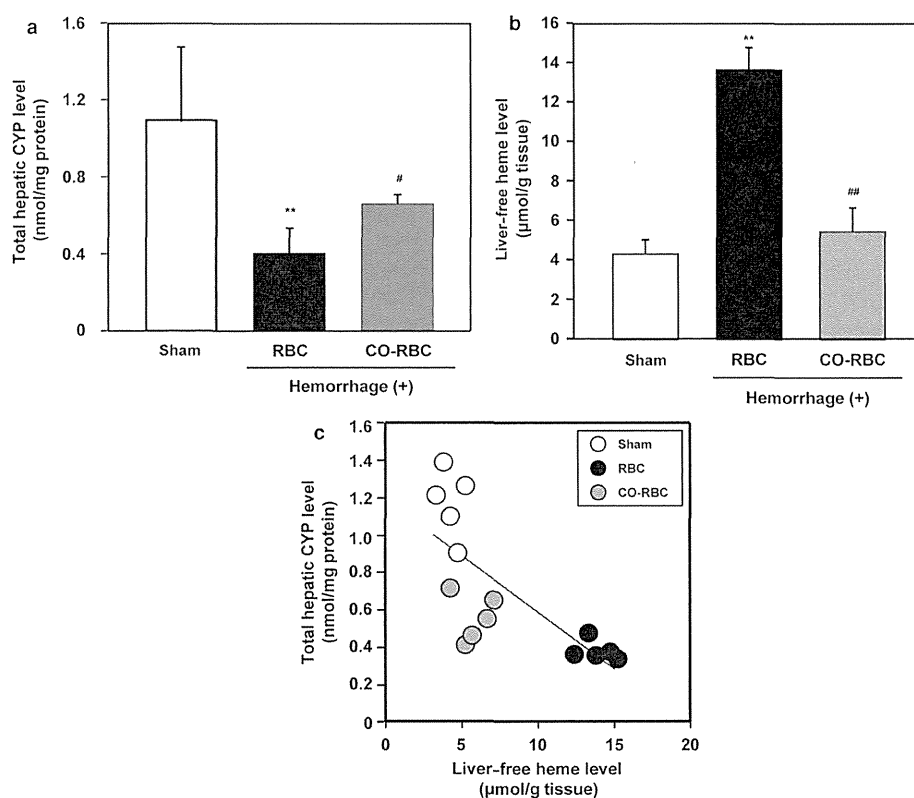 a
Total hepatic CYP level
(nmol/mg protein)
1.6
1.2
0.8
0.4
0
**
#
Sham
RBC
CO-RBC
Hemorrhage (+)
b
Liver-free heme level
(µmol/g tissue)
16
14
12
10
8
6
4
2
0
**
##
Sham
RBC
CO-RBC
Hemorrhage (+)
c
Total hepatic CYP level
(nmol/mg protein)
1.6
1.4
1.2
1.0
0.8
0.6
0.4
0.2
0
Sham
RBC
CO-RBC
0 5 10 15 20
Liver-free heme level
(µmol/g tissue)